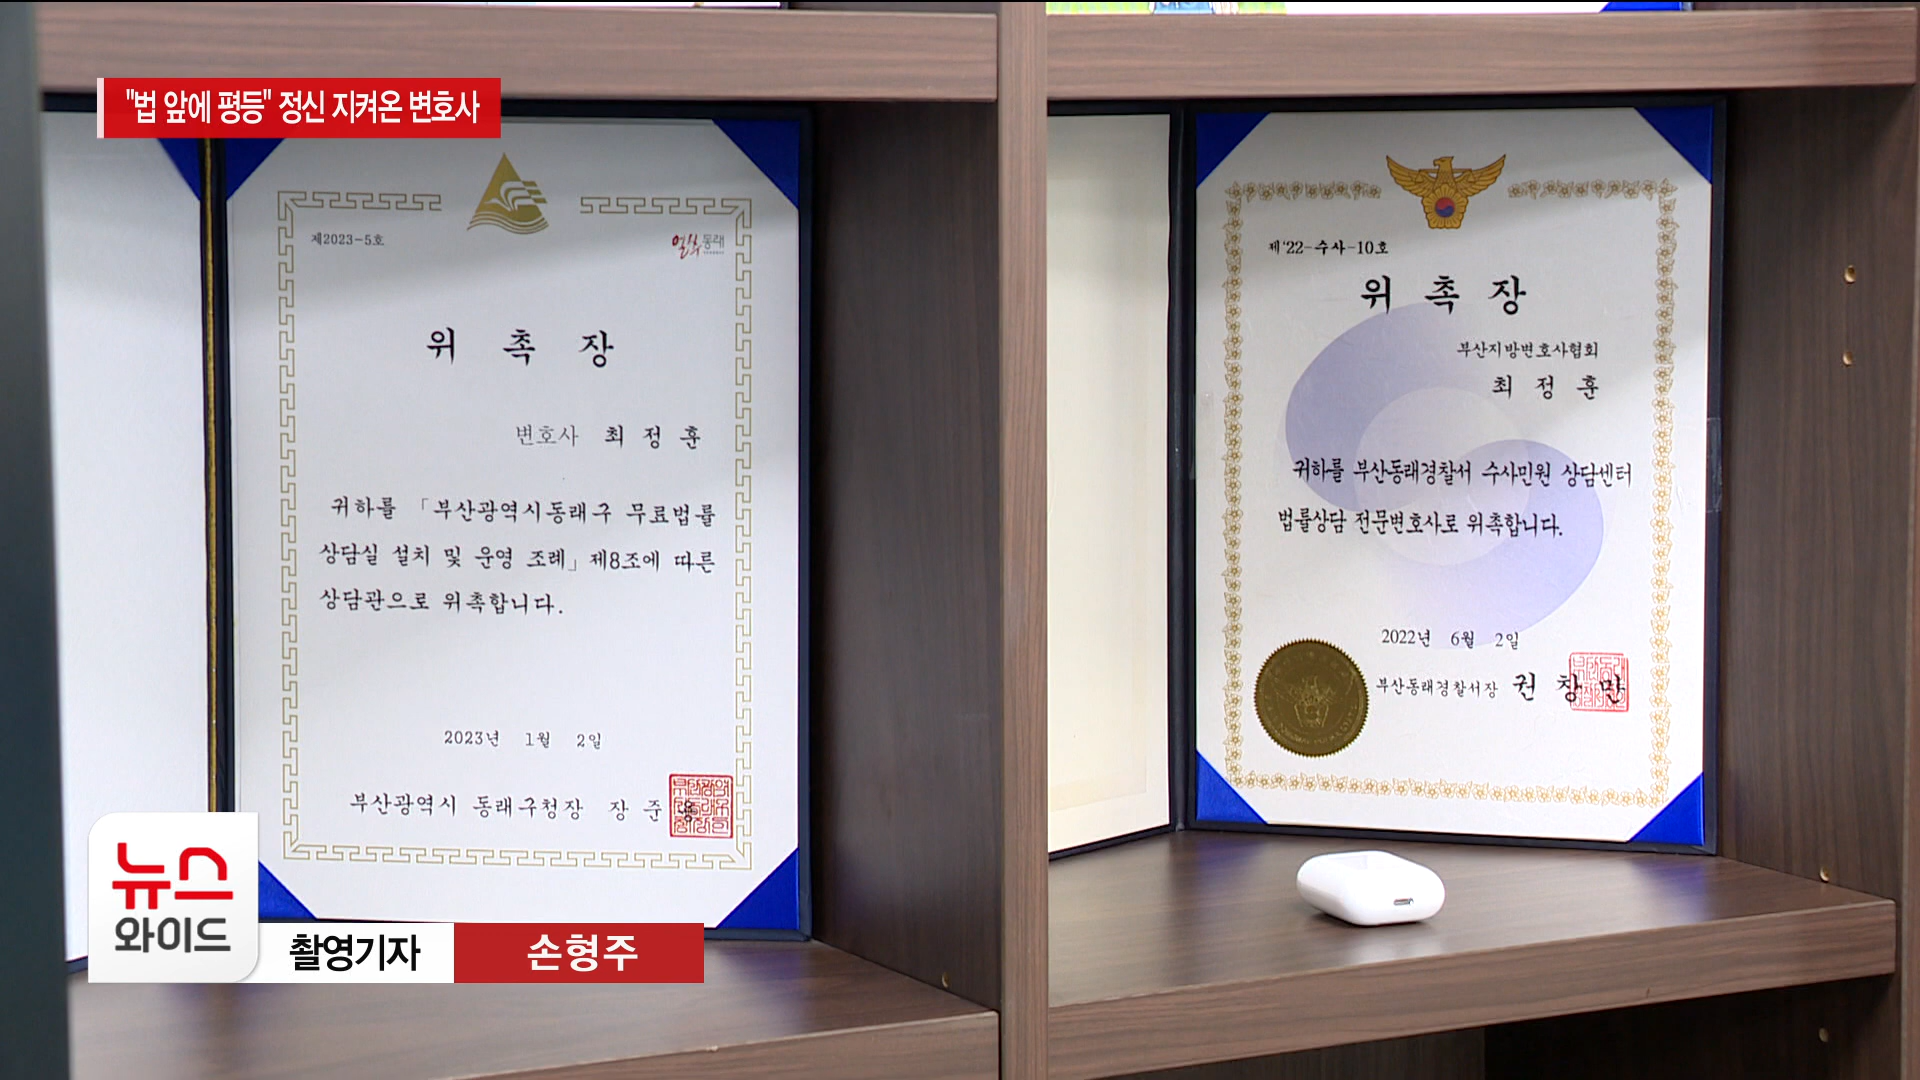 "법 앞에 평등" 정신 지켜온 변호사
제2023-5호
동래
위 촉 장
변호사 최 정 훈
귀하를 「부산광역시동래구 무료법률
상담실 설치 및 운영 조례」제8조에 따른
상담관으로 위촉합니다.
2023년 1월 2일
부산광역시 동래구청장 장 준 용
제'22-수사-10호
위 촉 장
부산지방변호사협회
최 정 훈
귀하를 부산동래경찰서 수사민원 상담센터
법률상담 전문변호사로 위촉합니다.
2022년 6월 2일
부산동래경찰서장 권 창 만
뉴스
와이드
촬영기자 손형주